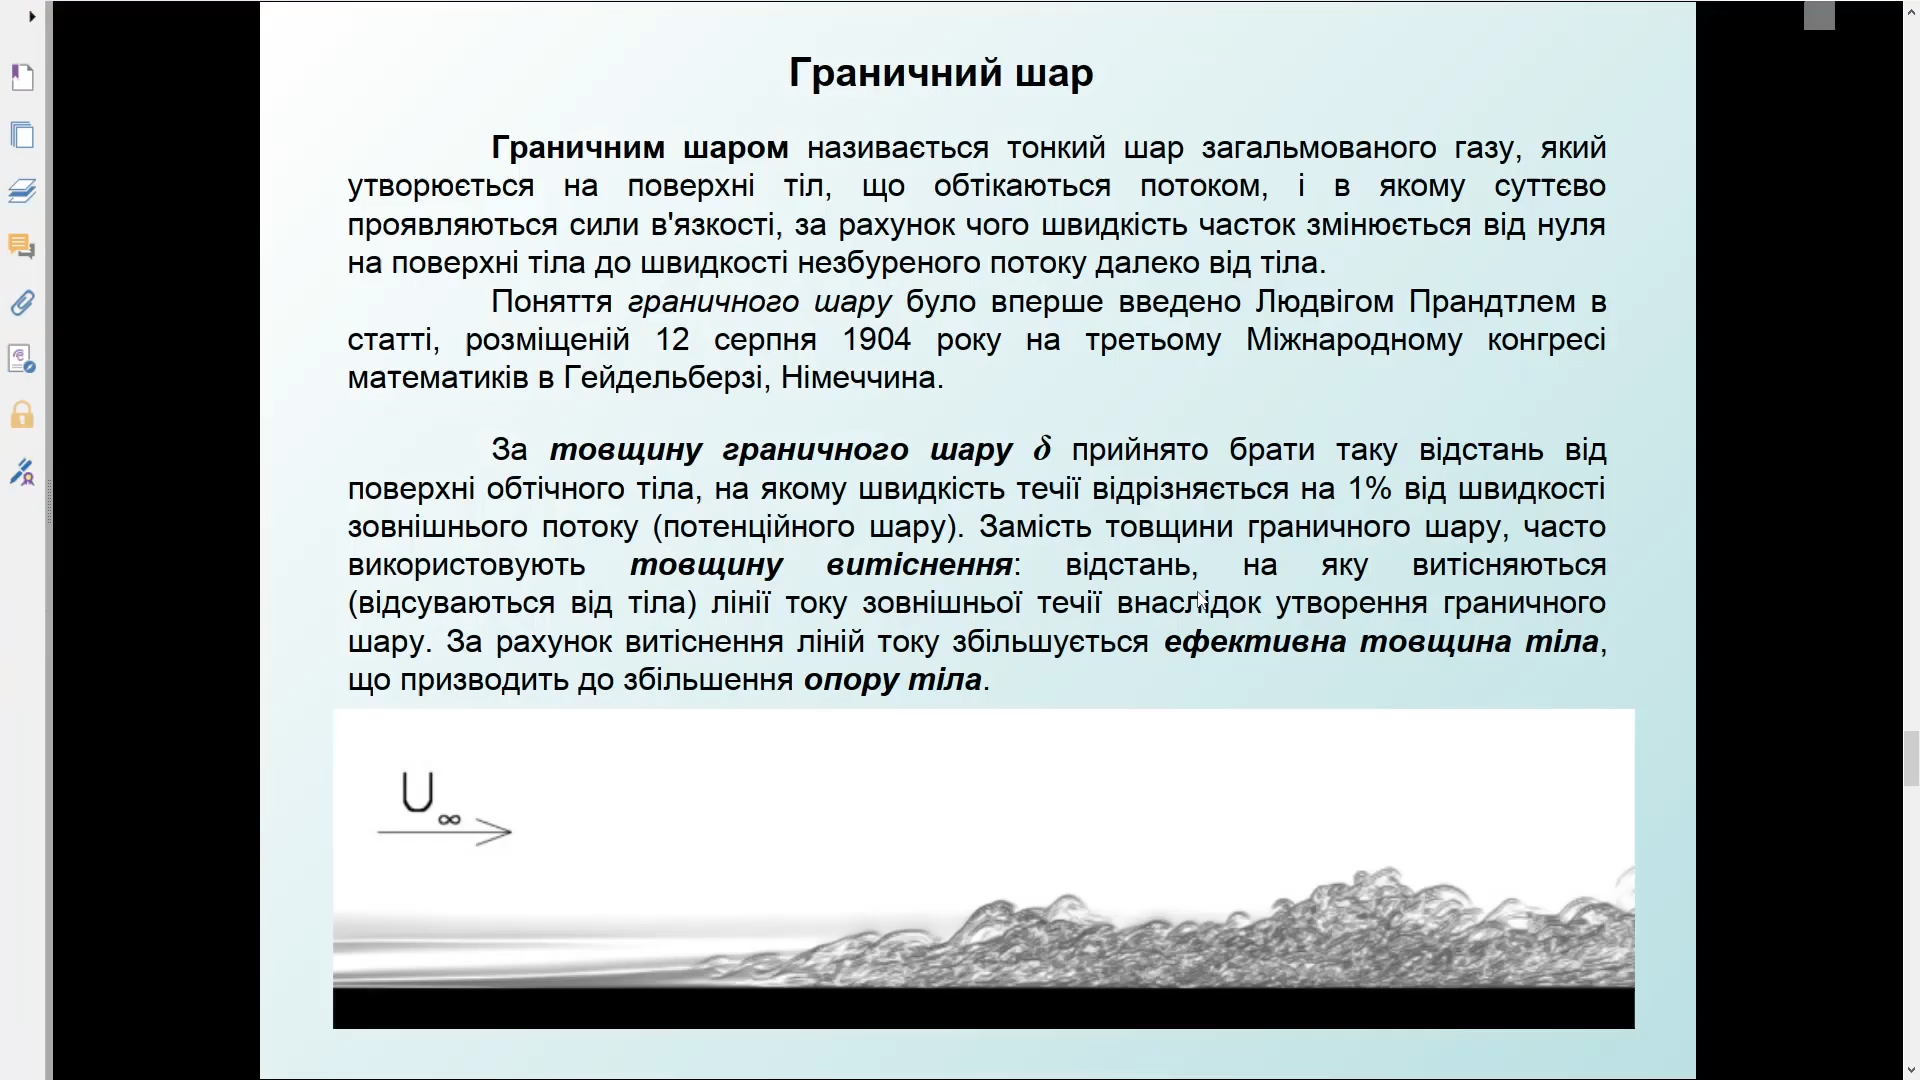 Граничний шар
Граничним шаром називається тонкий шар загальмованого газу, який
утворюється на поверхні тіл, що обтікаються потоком, і в якому суттєво
проявляються сили в'язкості, за рахунок чого швидкість часток змінюється від нуля
на поверхні тіла до швидкості незбуреного потоку далеко від тіла.
Поняття граничного шару було вперше введено Людвігом Прандтлем в
статті, розміщеній 12 серпня 1904 року на третьому Міжнародному конгресі
математиків в Гейдельберзі, Німеччина.
За товщину граничного шару δ прийнято брати таку відстань від
поверхні обтічного тіла, на якому швидкість течії відрізняється на 1% від швидкості
зовнішнього потоку (потенційного шару). Замість товщини граничного шару, часто
використовують товщину витіснення: відстань, на яку витісняються
(відсуваються від тіла) лінії току зовнішньої течії внаслідок утворення граничного
шару. За рахунок витіснення ліній току збільшується ефективна товщина тіла,
що призводить до збільшення опору тіла.
U∞